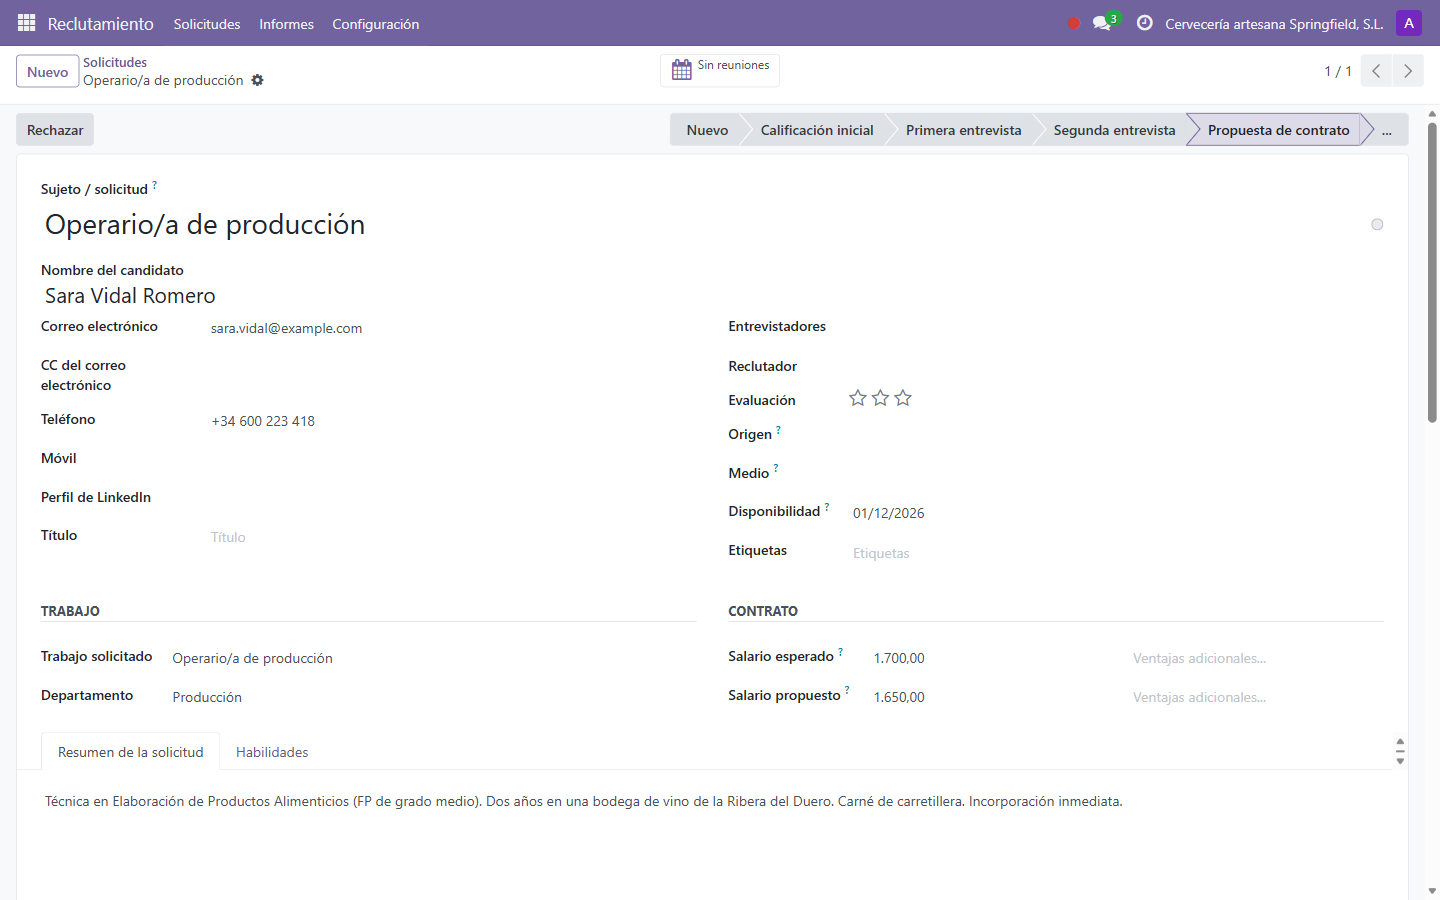 Reclutamiento Solicitudes Informes Configuración 3 Cervecería artesana Springfield, S.L. A
Nuevo Solicitudes
Operario/a de producción
Sin reuniones
1 / 1
Rechazar
Nuevo Calificación inicial Primera entrevista Segunda entrevista Propuesta de contrato ...
Sujeto / solicitud ?
Operario/a de producción
Nombre del candidato
Sara Vidal Romero
Correo electrónico sara.vidal@example.com
CC del correo
electrónico
Teléfono +34 600 223 418
Móvil
Perfil de LinkedIn
Título Título
Entrevistadores
Reclutador
Evaluación
Origen ?
Medio ?
Disponibilidad ? 01/12/2026
Etiquetas Etiquetas
TRABAJO
Trabajo solicitado Operario/a de producción
Departamento Producción
CONTRATO
Salario esperado ? 1.700,00 Ventajas adicionales...
Salario propuesto ? 1.650,00 Ventajas adicionales...
Resumen de la solicitud Habilidades
Técnica en Elaboración de Productos Alimenticios (FP de grado medio). Dos años en una bodega de vino de la Ribera del Duero. Carné de carretillera. Incorporación inmediata.